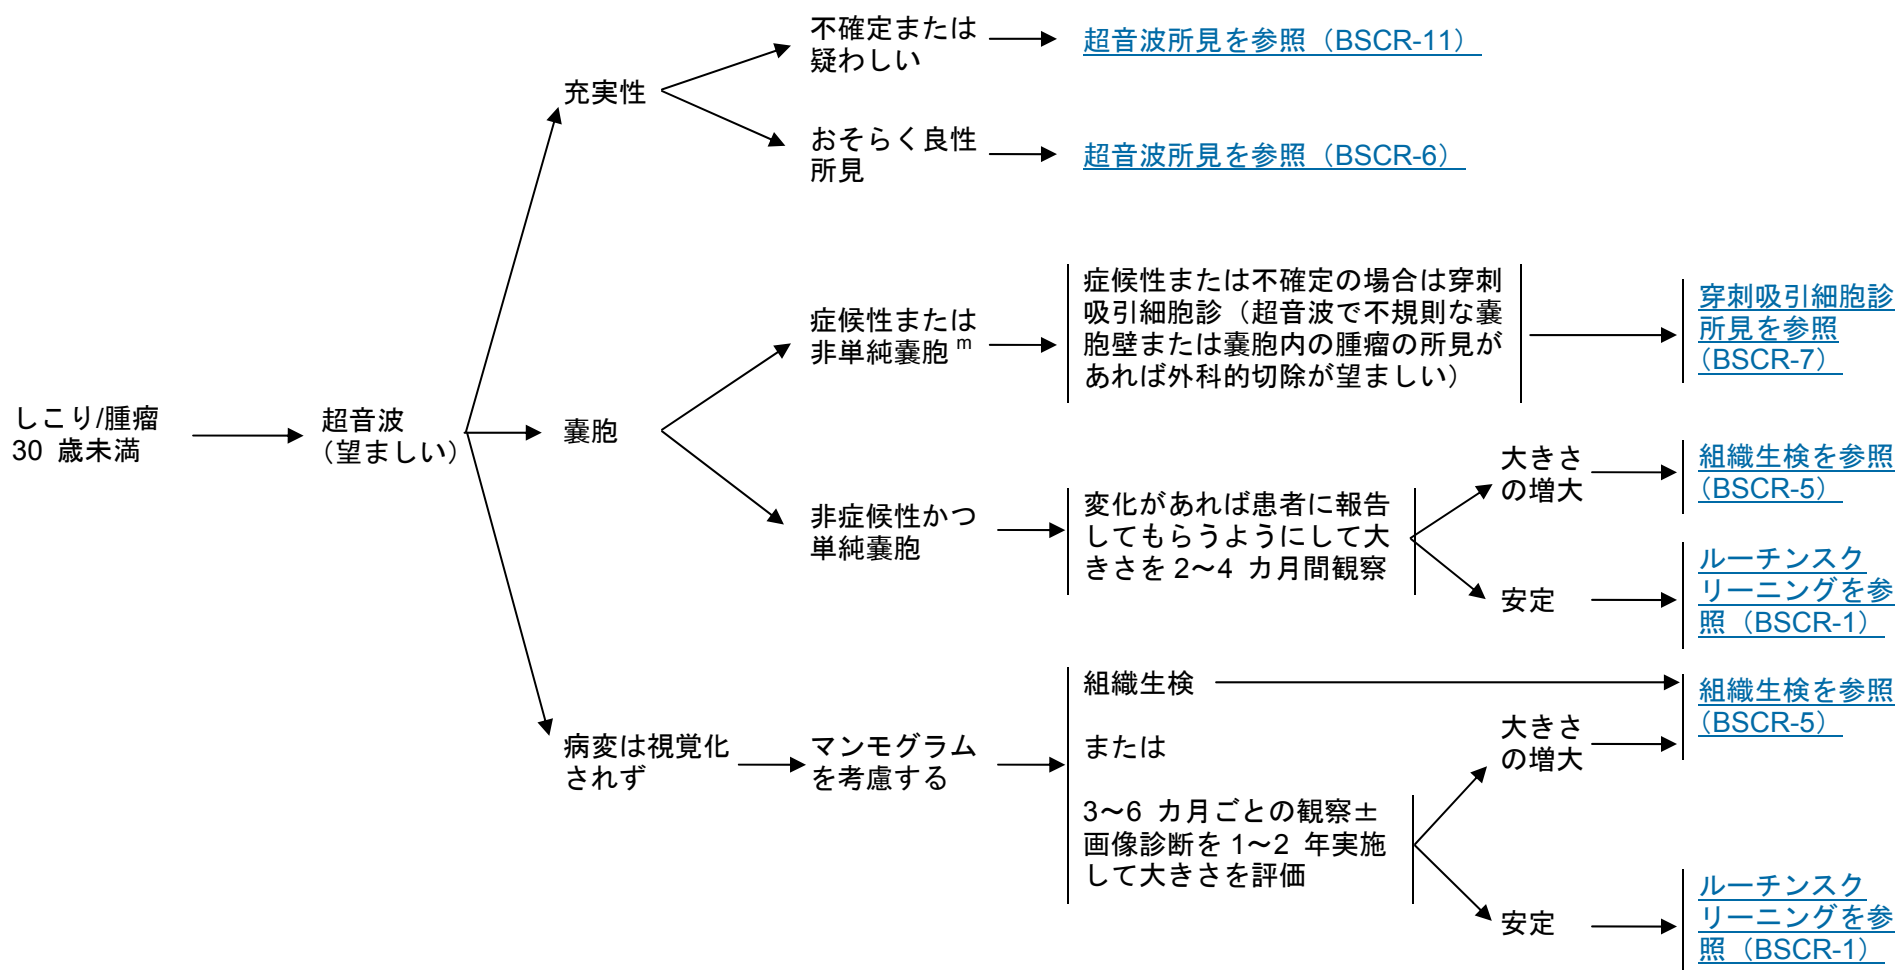 しこり/腫瘤
30 歳未満
超音波
（望ましい）
充実性
不確定または
疑わしい
超音波所見を参照（BSCR-11）
おそらく良性
所見
超音波所見を参照（BSCR-6）
嚢胞
症候性または
非単純嚢胞 m
症候性または不確定の場合は穿刺
吸引細胞診（超音波で不規則な嚢
胞壁または嚢胞内の腫瘤の所見が
あれば外科的切除が望ましい）
穿刺吸引細胞診
所見を参照
（BSCR-7）
非症候性かつ
単純嚢胞
変化があれば患者に報告
してもらうようにして大
きさを 2～4 カ月間観察
大きさ
の増大
組織生検を参照
（BSCR-5）
安定
ルーチンスク
リーニングを参
照（BSCR-1）
病変は視覚化
されず
マンモグラム
を考慮する
組織生検
または
3～6 カ月ごとの観察±
画像診断を 1～2 年実施
して大きさを評価
大きさ
の増大
組織生検を参照
（BSCR-5）
安定
ルーチンスク
リーニングを参
照（BSCR-1）